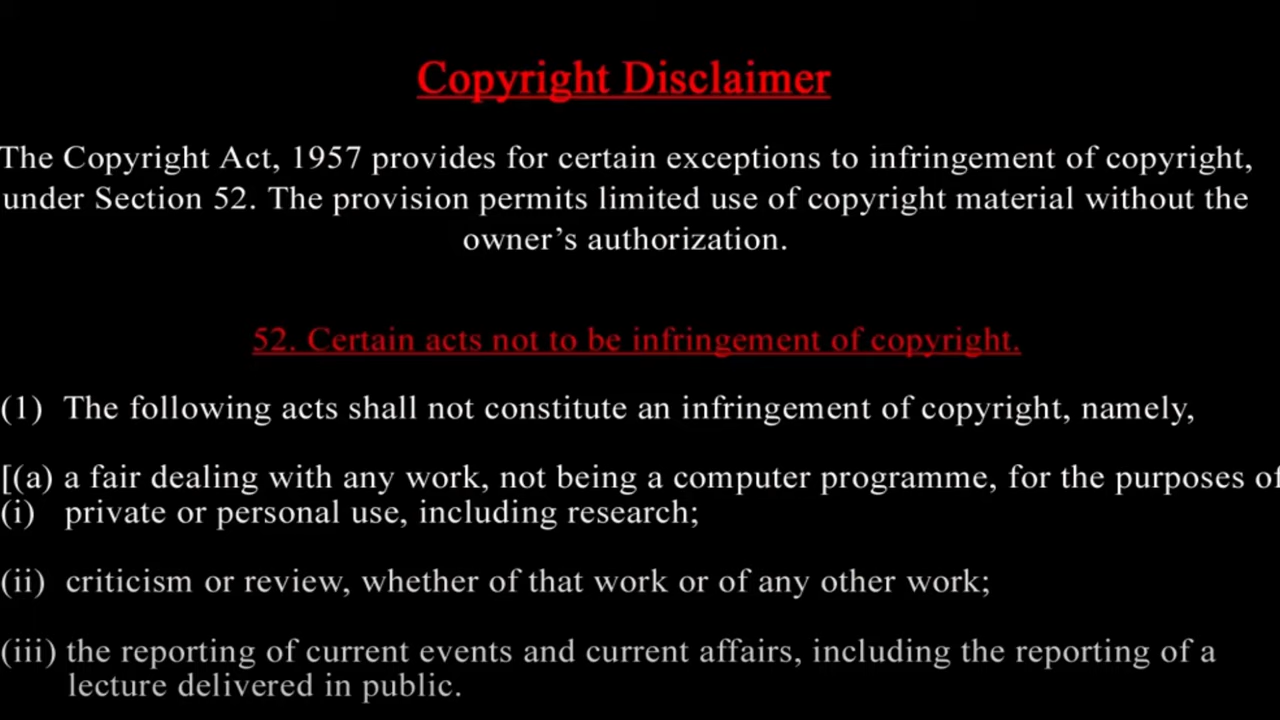 Copyright Disclaimer
The Copyright Act, 1957 provides for certain exceptions to infringement of copyright,
under Section 52. The provision permits limited use of copyright material without the
owner’s authorization.
52. Certain acts not to be infringement of copyright.
(1) The following acts shall not constitute an infringement of copyright, namely,
[(a) a fair dealing with any work, not being a computer programme, for the purposes of
(i) private or personal use, including research;
(ii) criticism or review, whether of that work or of any other work;
(iii) the reporting of current events and current affairs, including the reporting of a
lecture delivered in public.